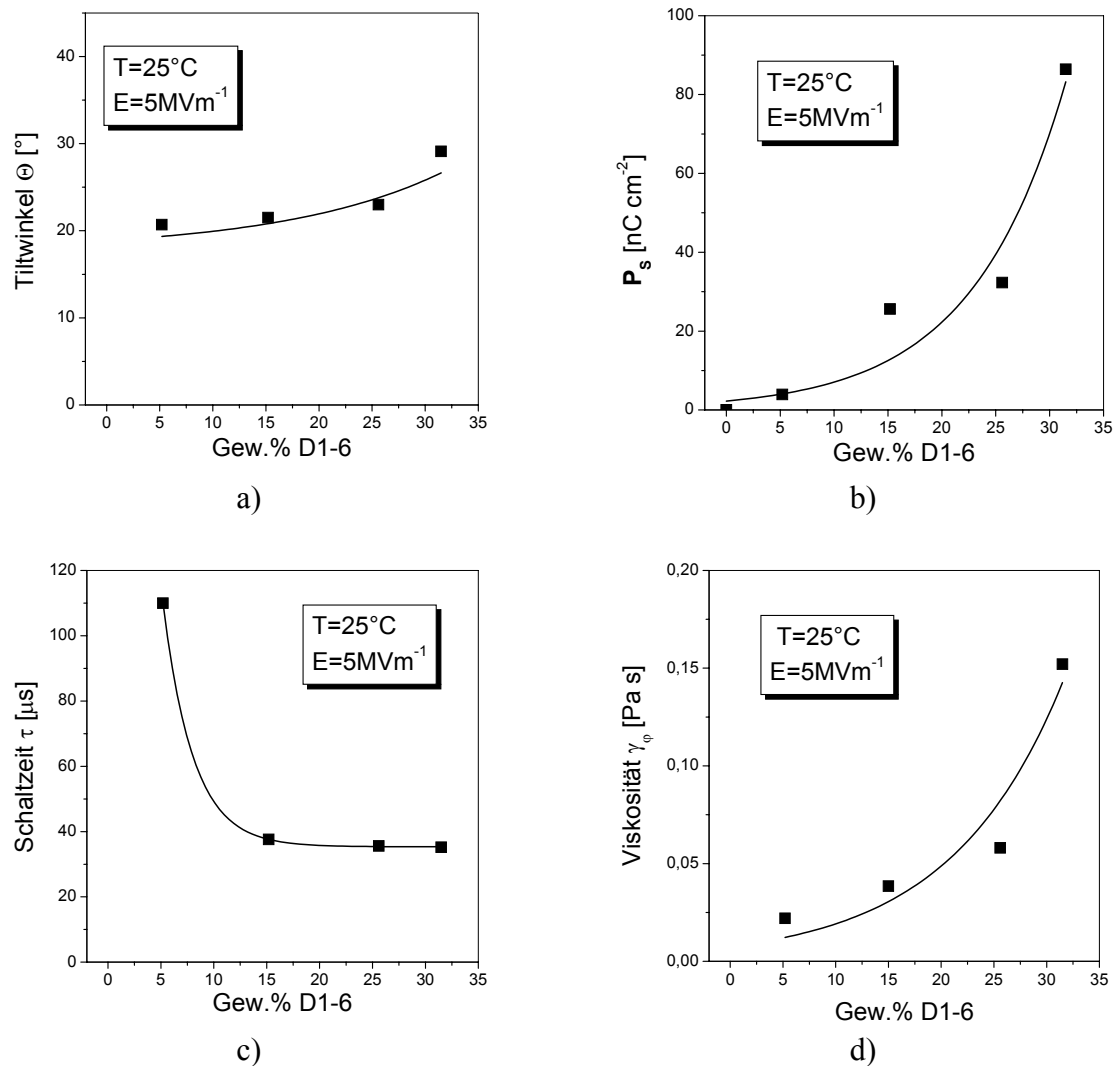 40
30
20
10
0
Tiltwinkel Θ [°]
T=25°C
E=5MVm⁻¹
0 5 10 15 20 25 30 35
Gew.% D1-6
a)
100
80
60
40
20
0
P_S [nC cm⁻²]
T=25°C
E=5MVm⁻¹
0 5 10 15 20 25 30 35
Gew.% D1-6
b)
120
100
80
60
40
20
0
Schaltzeit τ [µs]
T=25°C
E=5MVm⁻¹
0 5 10 15 20 25 30 35
Gew.% D1-6
c)
0,20
0,15
0,10
0,05
0,00
Viskosität γ_φ [Pa s]
T=25°C
E=5MVm⁻¹
0 5 10 15 20 25 30 35
Gew.% D1-6
d)